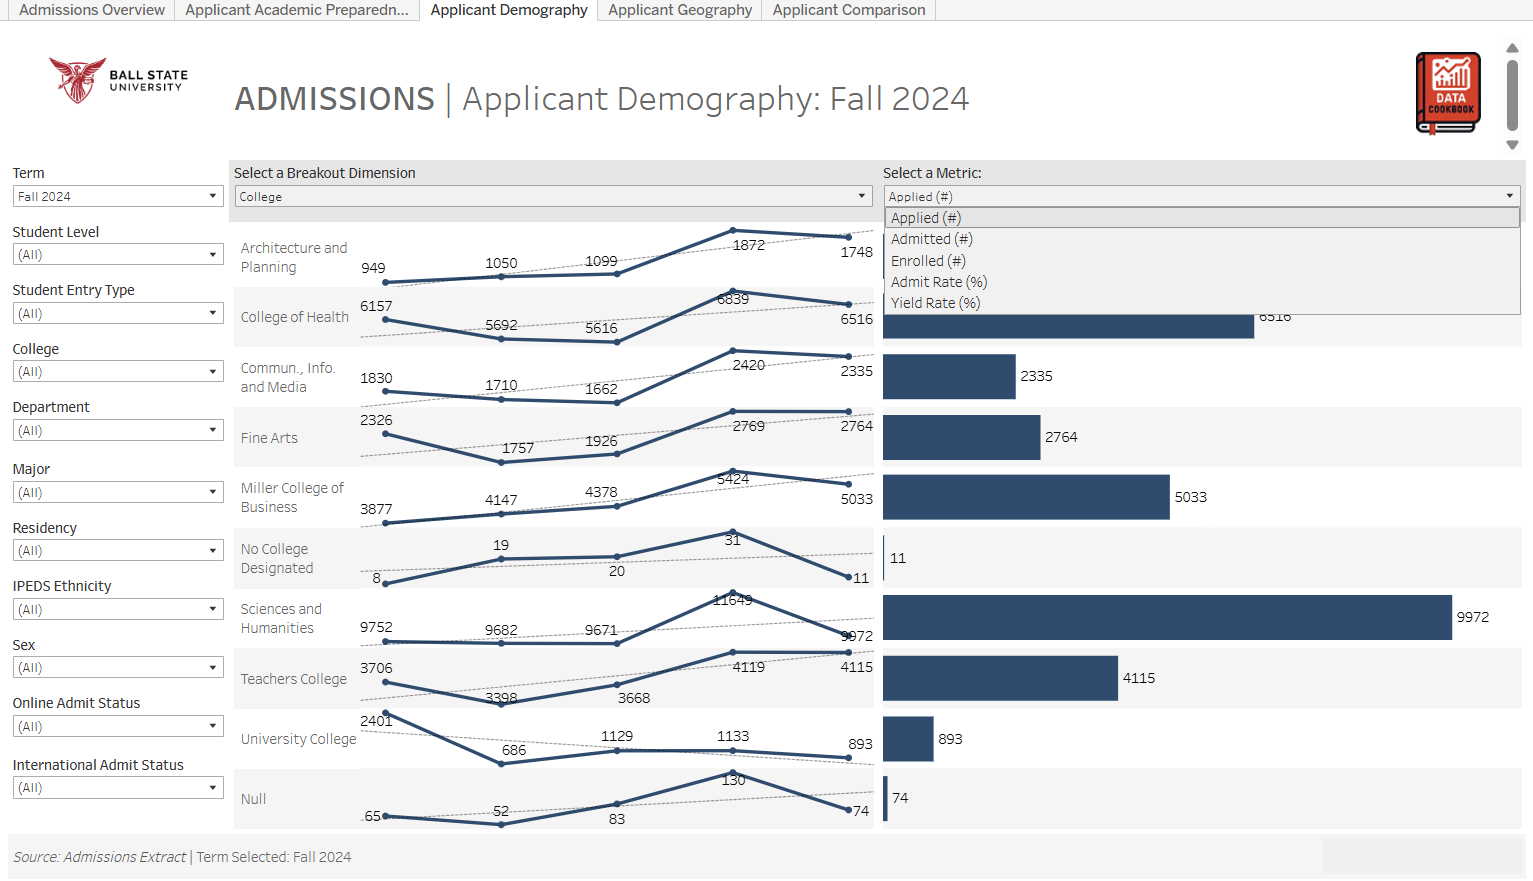 Admissions Overview
Applicant Academic Preparedn...
Applicant Demography
Applicant Geography
Applicant Comparison
BALL STATE
UNIVERSITY
ADMISSIONS | Applicant Demography: Fall 2024
DATA
COOKBOOK
Term
Fall 2024
Student Level
(All)
Student Entry Type
(All)
College
(All)
Department
(All)
Major
(All)
Residency
(All)
IPEDS Ethnicity
(All)
Sex
(All)
Online Admit Status
(All)
International Admit Status
(All)
Select a Breakout Dimension
College
Select a Metric:
Applied (#)
Applied (#)
Admitted (#)
Enrolled (#)
Admit Rate (%)
Yield Rate (%)
Architecture and
Planning
949 1050 1099 1872 1748
College of Health
6157 5692 5616 6839 6516
6516
Commun., Info.
and Media
1830 1710 1662 2420 2335
2335
Fine Arts
2326 1757 1926 2769 2764
2764
Miller College of
Business
3877 4147 4378 5424 5033
5033
No College
Designated
8 19 20 31 11
11
Sciences and
Humanities
9752 9682 9671 11649 9972
9972
Teachers College
3706 3398 3668 4119 4115
4115
University College
2401 686 1129 1133 893
893
Null
65 52 83 130 74
74
Source: Admissions Extract | Term Selected: Fall 2024